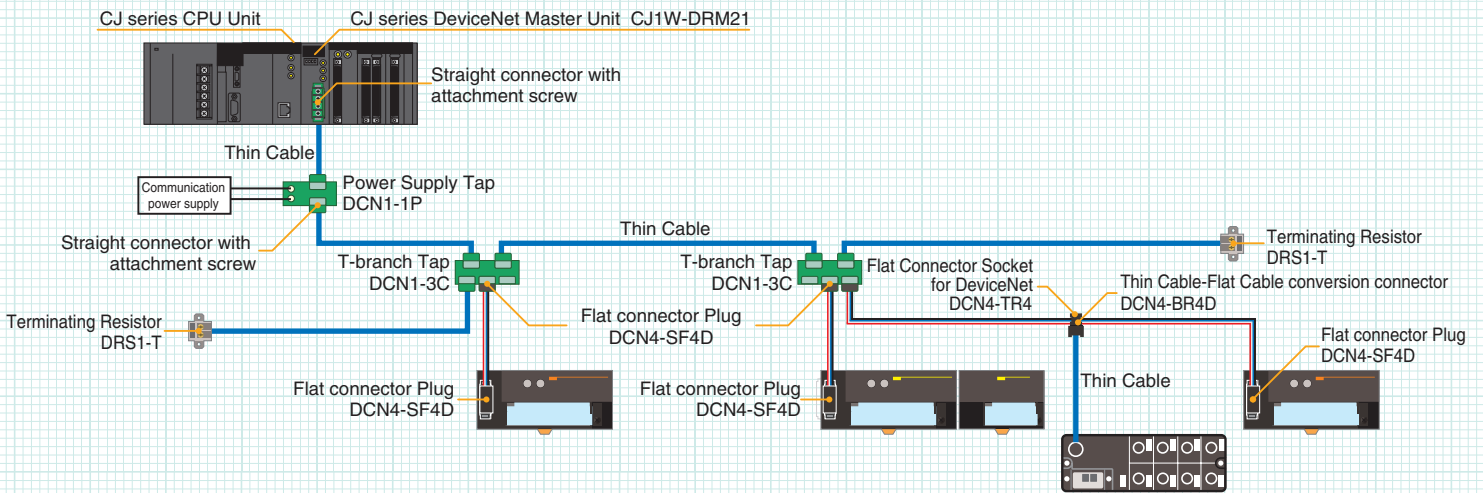 CJ series CPU Unit
CJ series DeviceNet Master Unit CJ1W-DRM21
Straight connector with
attachment screw
Thin Cable
Communication
power supply
Power Supply Tap
DCN1-1P
Straight connector with
attachment screw
T-branch Tap
DCN1-3C
Thin Cable
T-branch Tap
DCN1-3C
Flat Connector Socket
for DeviceNet
DCN4-TR4
Terminating Resistor
DRS1-T
Thin Cable-Flat Cable conversion connector
DCN4-BR4D
Terminating Resistor
DRS1-T
Flat connector Plug
DCN4-SF4D
Flat connector Plug
DCN4-SF4D
Flat connector Plug
DCN4-SF4D
Flat connector Plug
DCN4-SF4D
Thin Cable